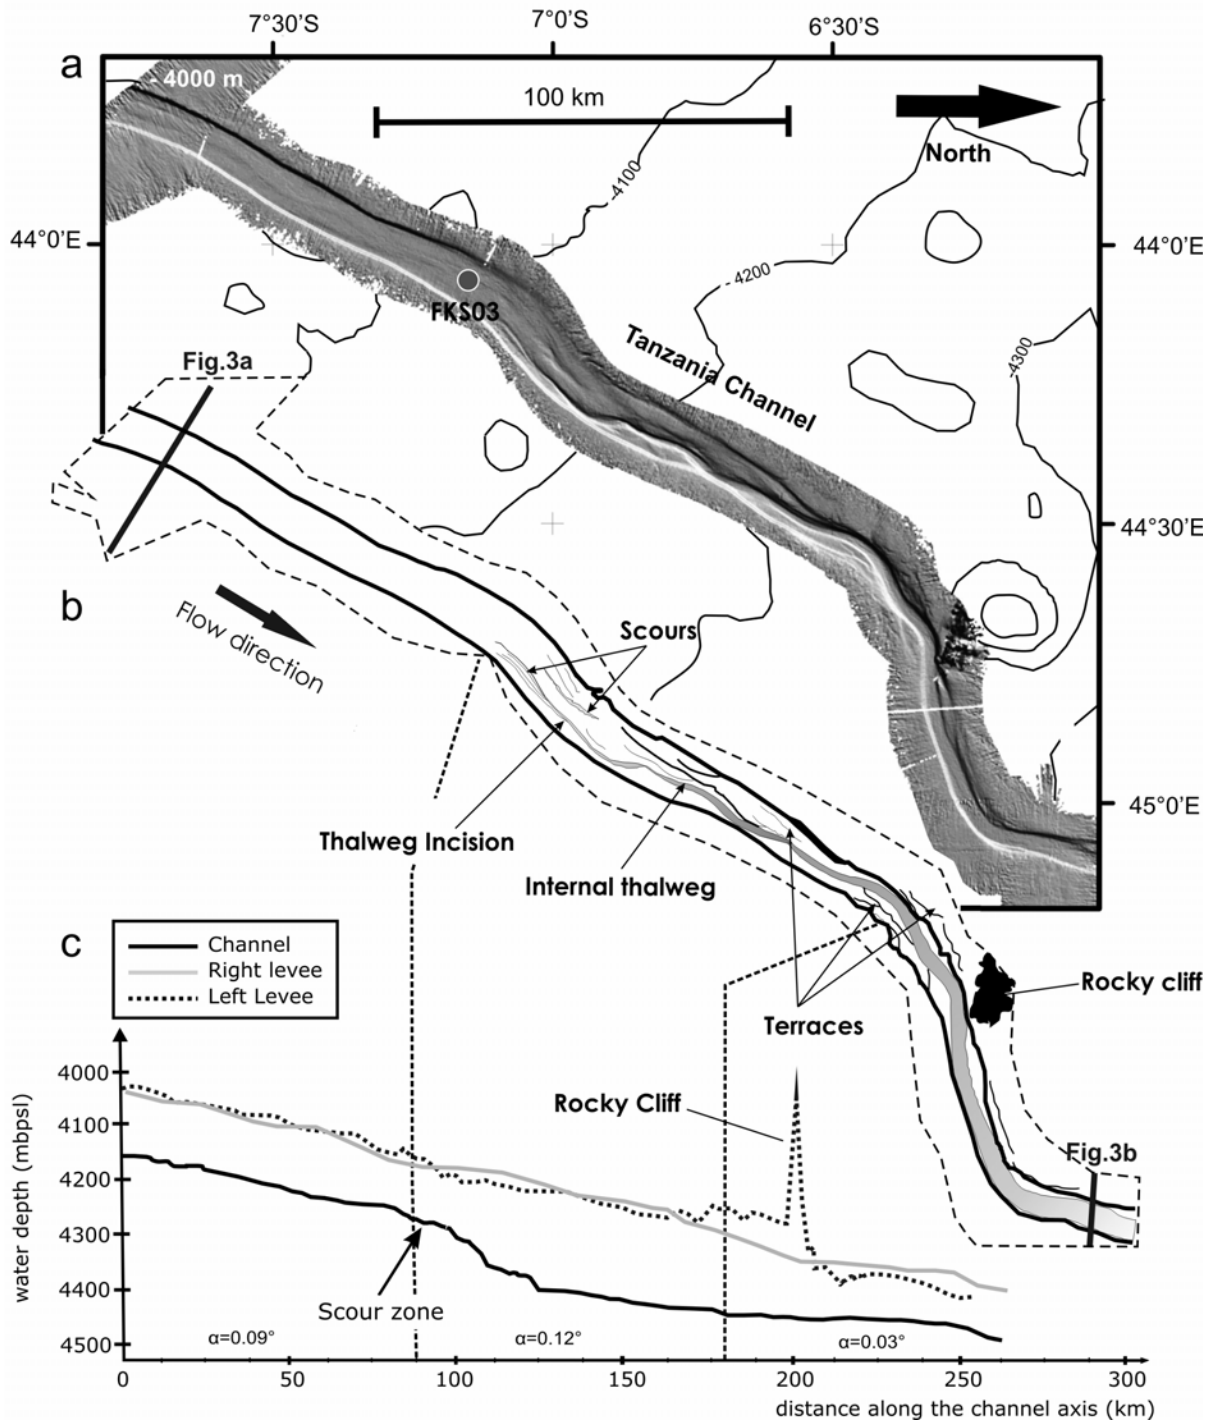 7°30'S 7°0'S 6°30'S
a
- 4000 m
100 km
North
-4100
44°0'E
44°0'E
-4200
FKS03
Tanzania Channel
-4300
Fig.3a
44°30'E
b
Flow direction
Scours
45°0'E
Thalweg Incision
Internal thalweg
c
Channel
Right levee
Left Levee
Rocky cliff
Terraces
Rocky Cliff
Fig.3b
water depth (mbpsl)
4000
4100
4200
4300
4400
4500
Scour zone
α=0.09° α=0.12° α=0.03°
0 50 100 150 200 250 300
distance along the channel axis (km)